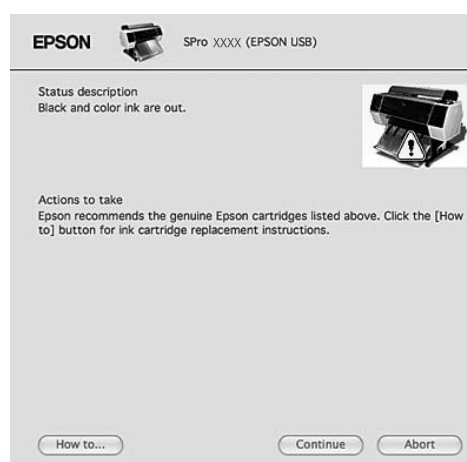 EPSON SPro XXXX (EPSON USB)
Status description
Black and color ink are out.
Actions to take
Epson recommends the genuine Epson cartridges listed above. Click the [How
to] button for ink cartridge replacement instructions.
How to... Continue Abort